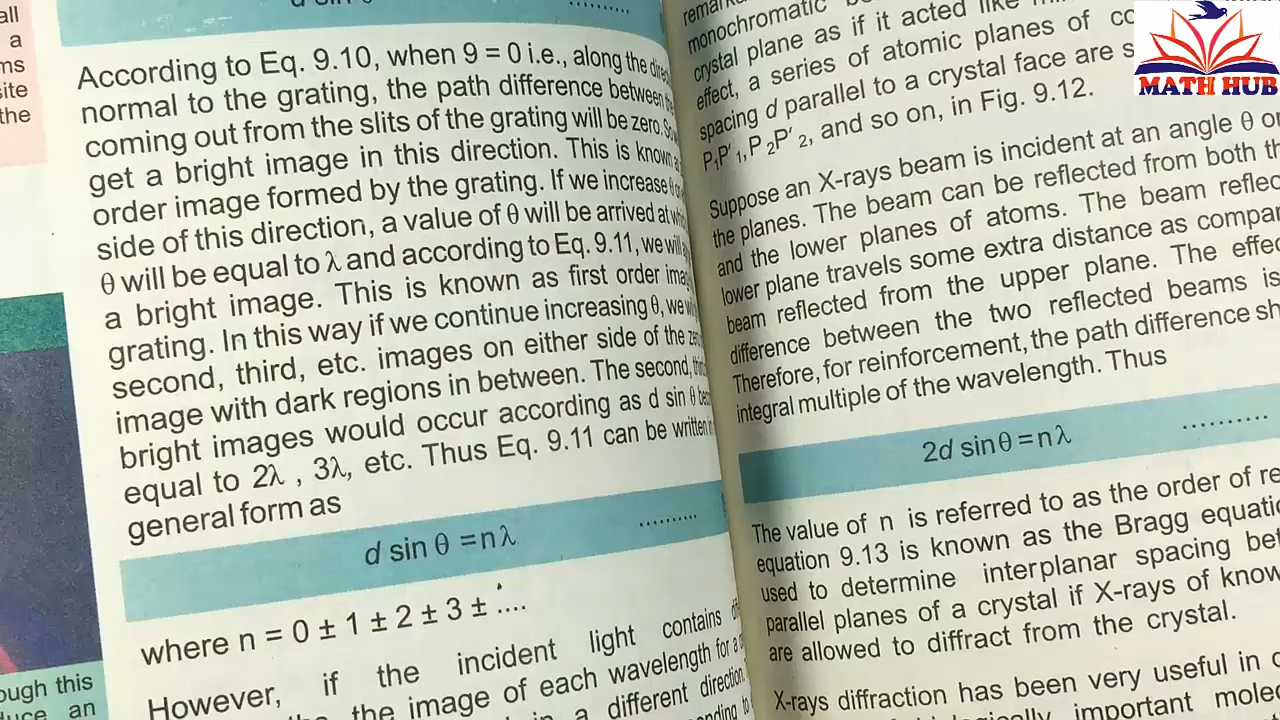 all
a
ms
site
the
ough this
an
d sin θ
..........
According to Eq. 9.10, when 9 = 0 i.e., along the
normal to the grating, the path difference between
coming out from the slits of the grating will be zero.
get a bright image in this direction. This is known
order image formed by the grating. If we increase θ
side of this direction, a value of θ will be arrived at
θ will be equal to λ and according to Eq. 9.11, we will
a bright image. This is known as first order
grating. In this way if we continue increasing θ, we
second, third, etc. images on either side of the
image with dark regions in between. The second,
bright images would occur according as d sin θ
equal to 2λ , 3λ, etc. Thus Eq. 9.11 can be written
general form as
d sin θ = nλ ..........
where n = 0 ± 1 ± 2 ± 3 ± ....
However, if the incident light contains
the image of each wavelength for a
in a different direction
monochromatic
crystal plane as if it acted like
effect, a series of atomic planes of
spacing d parallel to a crystal face are
P₁P′₁, P₂P′₂, and so on, in Fig. 9.12.
Suppose an X-rays beam is incident at an angle θ
the planes. The beam can be reflected from both
and the lower planes of atoms. The beam
lower plane travels some extra distance as
beam reflected from the upper plane. The
difference between the two reflected beams is
Therefore, for reinforcement, the path difference
integral multiple of the wavelength. Thus
2d sinθ = nλ ..........
The value of n is referred to as the order of
equation 9.13 is known as the Bragg
used to determine interplanar spacing
parallel planes of a crystal if X-rays of
are allowed to diffract from the crystal.
X-rays diffraction has been very useful in
important
MATH HUB